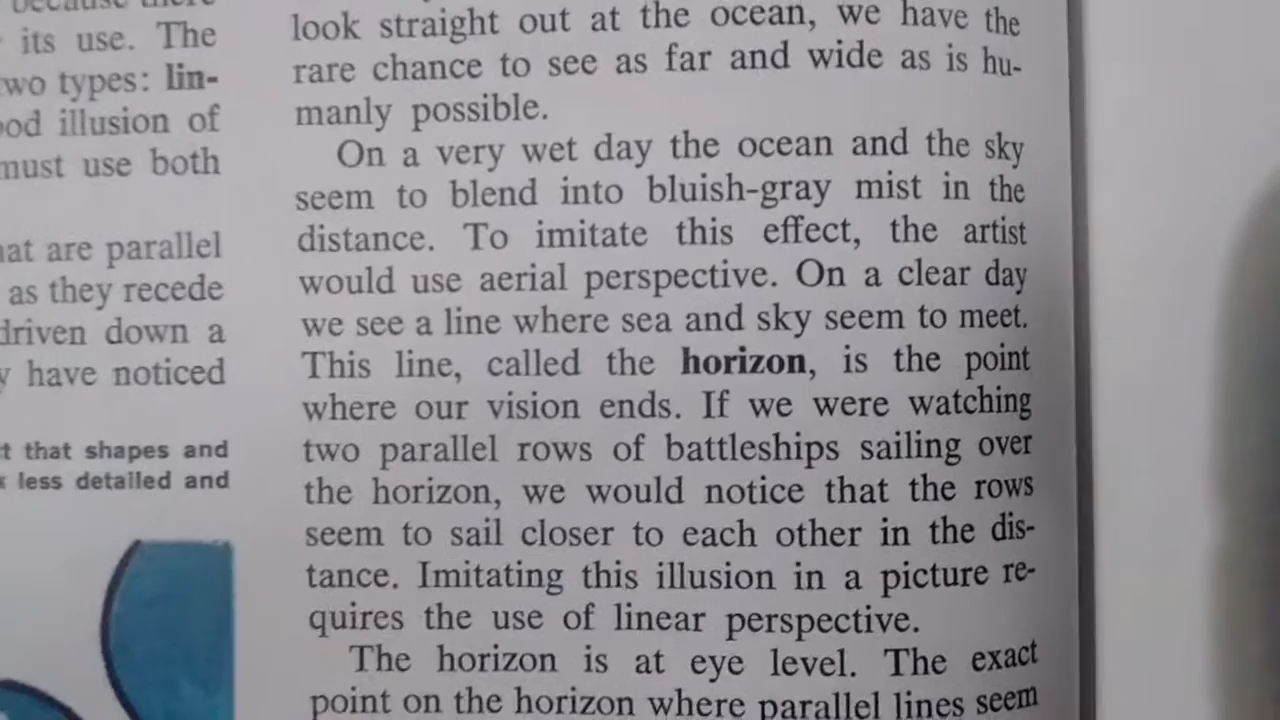 its use. The
two types: lin-
illusion of
must use both
are parallel
as they recede
driven down a
have noticed
that shapes and
less detailed and
look straight out at the ocean, we have the
rare chance to see as far and wide as is hu-
manly possible.
On a very wet day the ocean and the sky
seem to blend into bluish-gray mist in the
distance. To imitate this effect, the artist
would use aerial perspective. On a clear day
we see a line where sea and sky seem to meet.
This line, called the horizon, is the point
where our vision ends. If we were watching
two parallel rows of battleships sailing over
the horizon, we would notice that the rows
seem to sail closer to each other in the dis-
tance. Imitating this illusion in a picture re-
quires the use of linear perspective.
The horizon is at eye level. The exact
point on the horizon where parallel lines seem